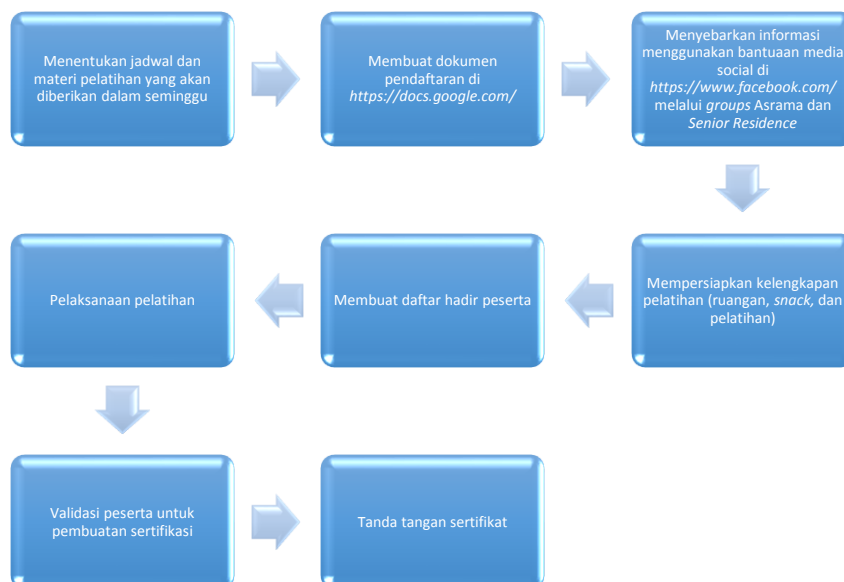 Menentukan jadwal dan
materi pelatihan yang akan
diberikan dalam seminggu
Membuat dokumen
pendaftaran di
https://docs.google.com/
Menyebarkan informasi
menggunakan bantuaan media
social di
https://www.facebook.com/
melalui groups Asrama dan
Senior Residence
Mempersiapkan kelengkapan
pelatihan (ruangan, snack, dan
pelatihan)
Membuat daftar hadir peserta
Pelaksanaan pelatihan
Validasi peserta untuk
pembuatan sertifikasi
Tanda tangan sertifikat